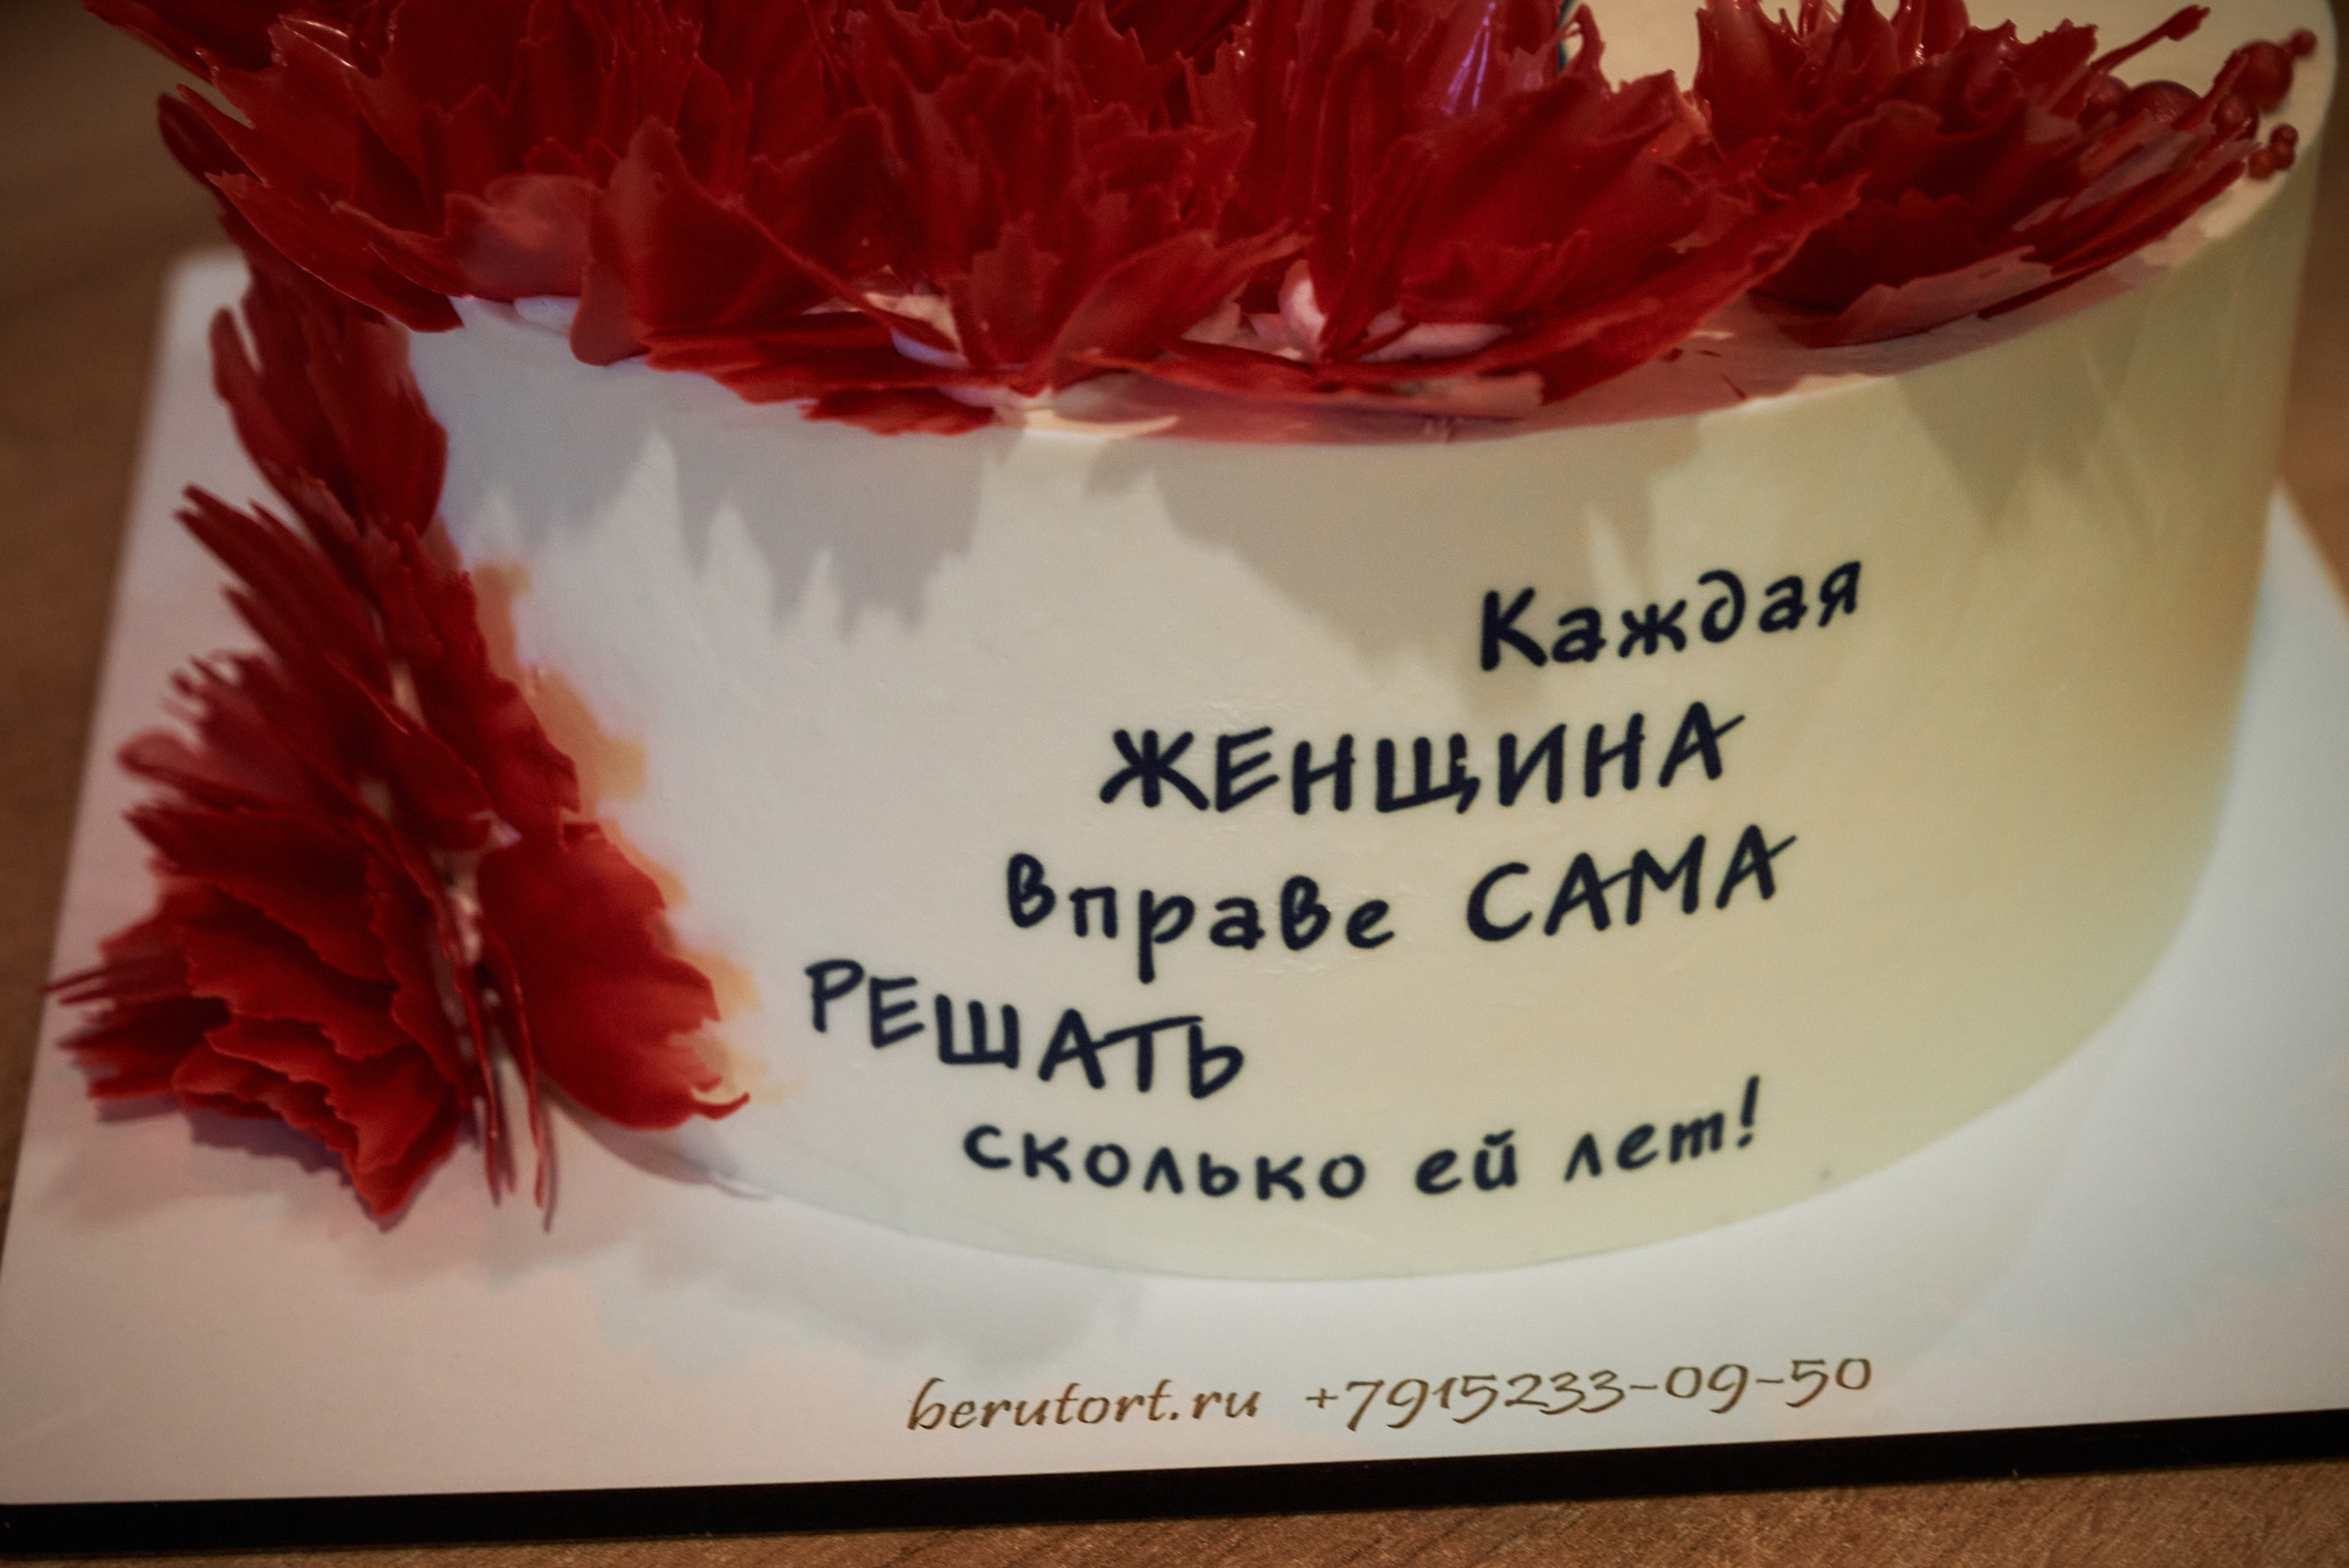 Каждая
ЖЕНЩИНА
вправе САМА
РЕШАТЬ
сколько ей лет!
berutort.ru +7915233-09-50